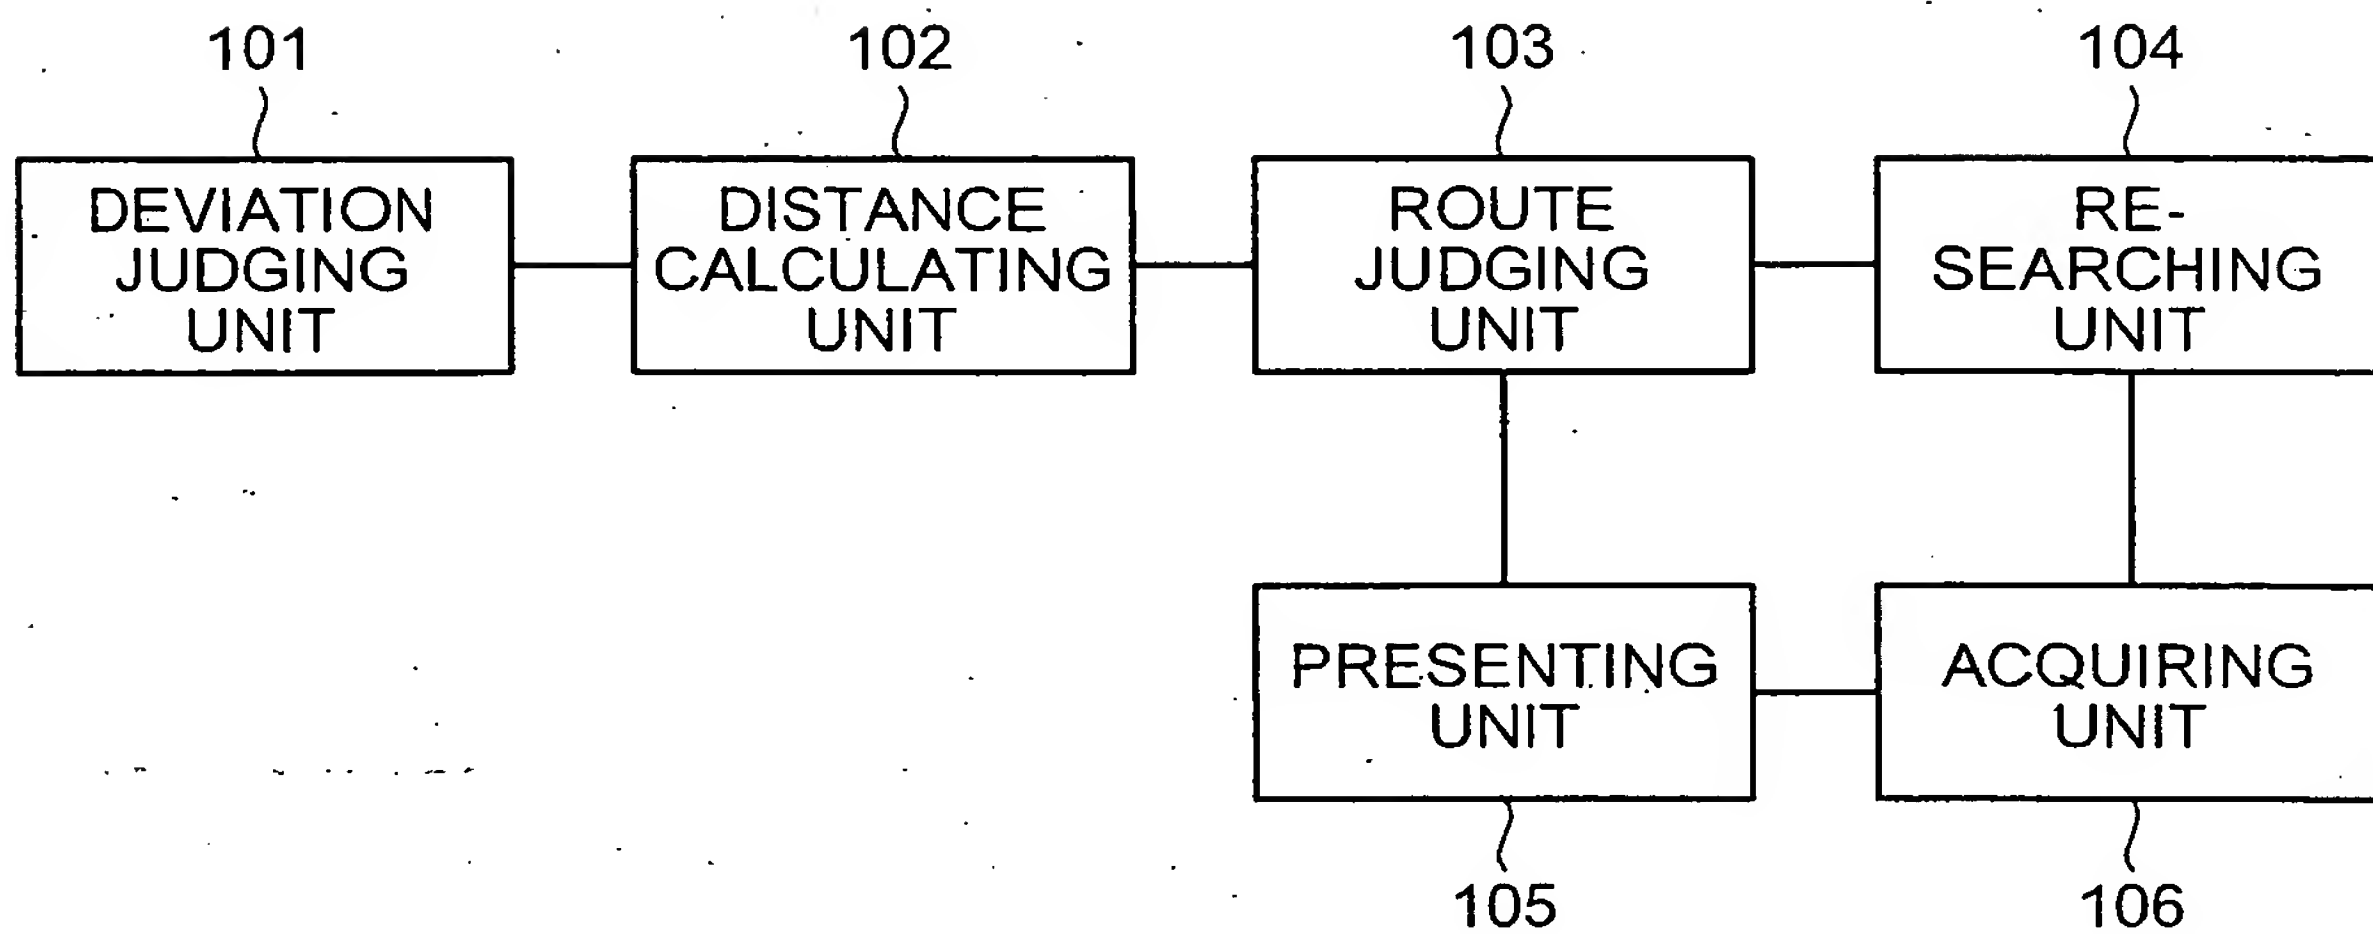 101
102
103
104
DEVIATION
JUDGING
UNIT
DISTANCE
CALCULATING
UNIT
ROUTE
JUDGING
UNIT
RE-
SEARCHING
UNIT
PRESENTING
UNIT
ACQUIRING
UNIT
105
106